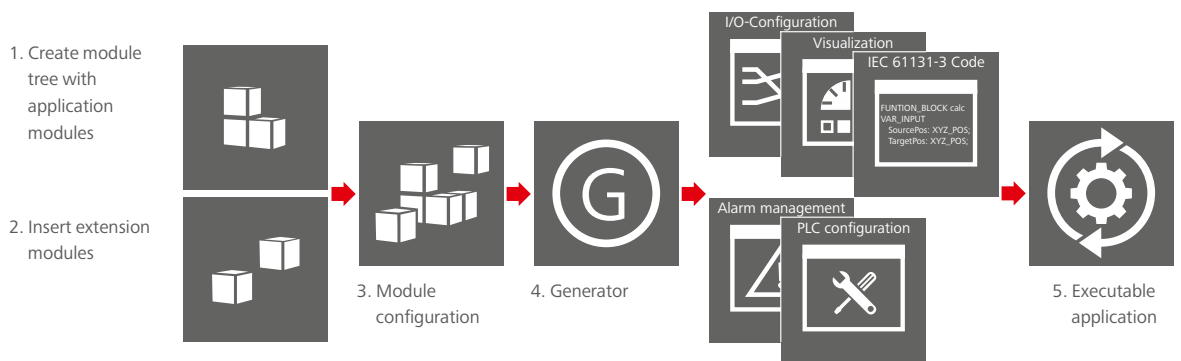 1. Create module
tree with
application
modules
2. Insert extension
modules
3. Module
configuration
G
4. Generator
I/O-Configuration
Visualization
IEC 61131-3 Code
FUNTION_BLOCK calc
VAR_INPUT
SourcePos: XYZ_POS;
TargetPos: XYZ_POS;
Alarm management
PLC configuration
5. Executable
application